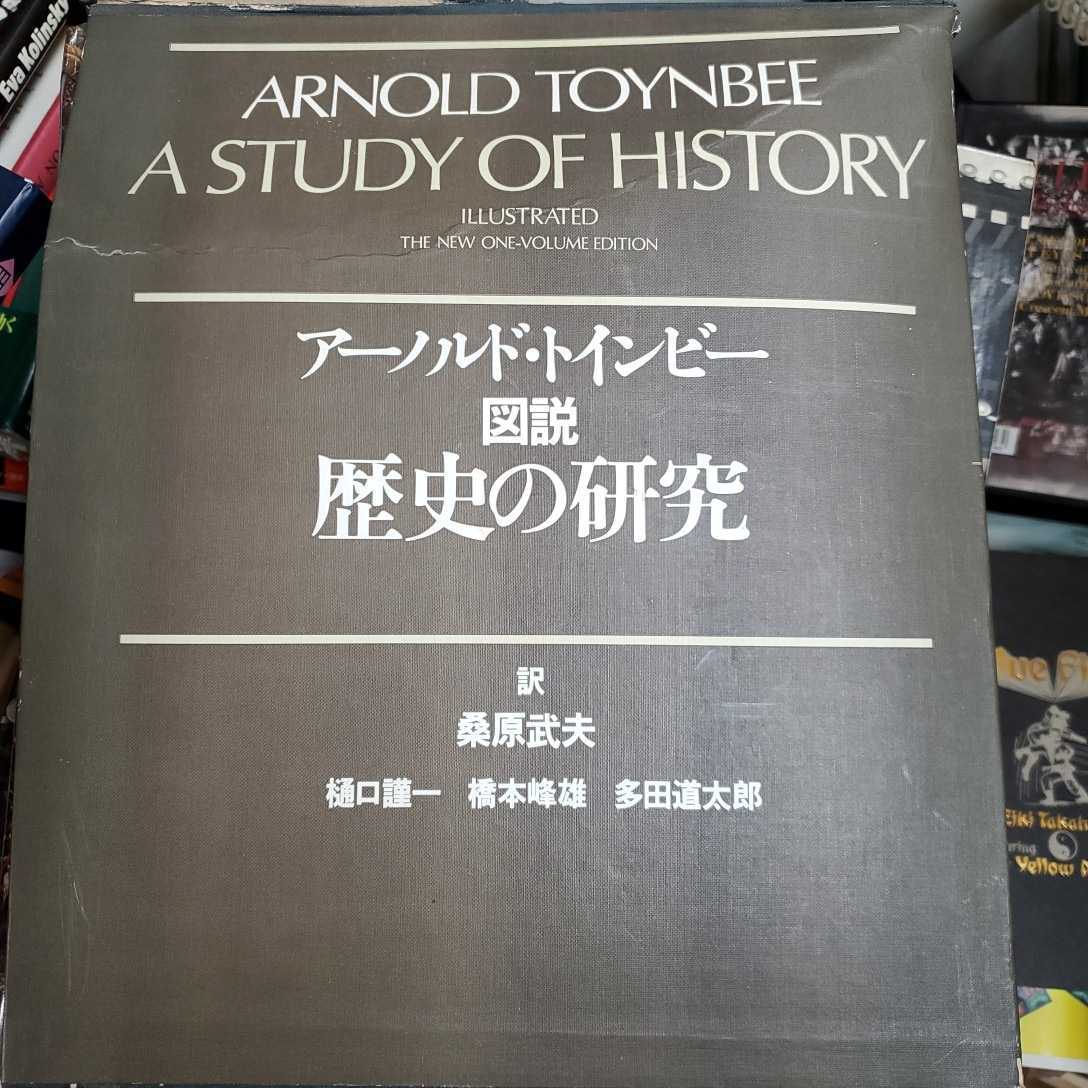 ARNOLD TOYNBEE
A STUDY OF HISTORY
ILLUSTRATED
THE NEW ONE-VOLUME EDITION
アーノルド・トインビー
図説
歴史の研究
訳
桑原武夫
樋口謹一 橋本峰雄 多田道太郎
Eva Kolinsky
Yellow